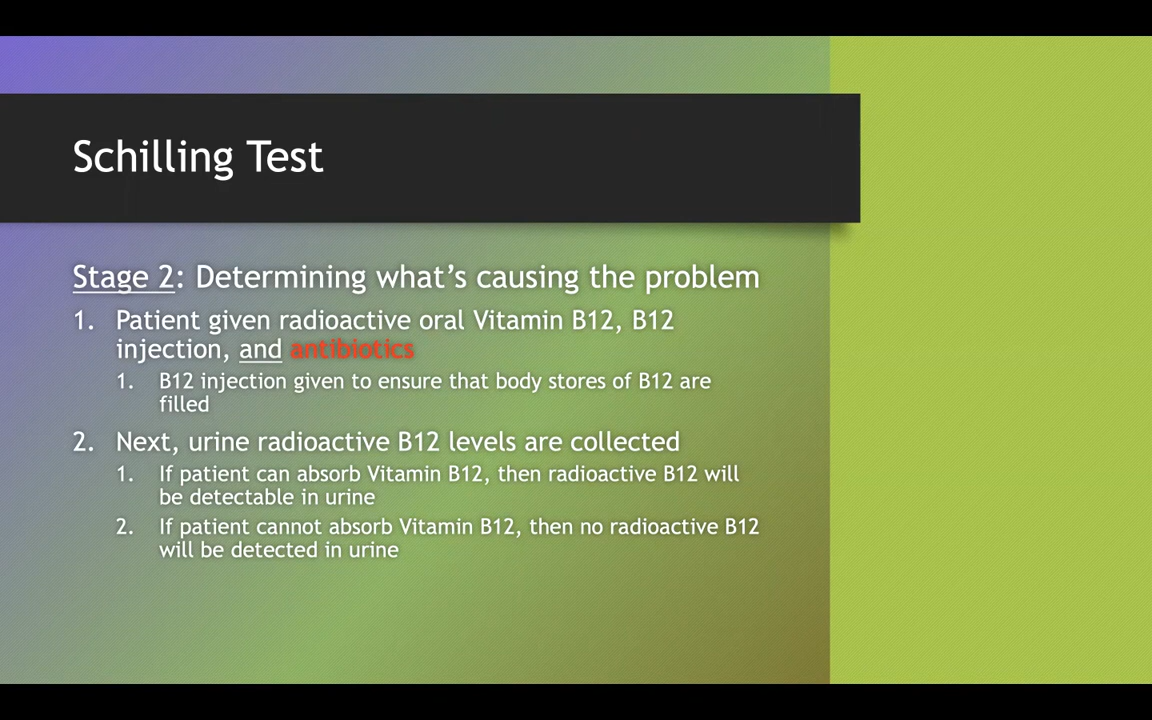 Schilling Test
Stage 2: Determining what's causing the problem
1. Patient given radioactive oral Vitamin B12, B12
injection, and antibiotics
1. B12 injection given to ensure that body stores of B12 are
filled
2. Next, urine radioactive B12 levels are collected
1. If patient can absorb Vitamin B12, then radioactive B12 will
be detectable in urine
2. If patient cannot absorb Vitamin B12, then no radioactive B12
will be detected in urine